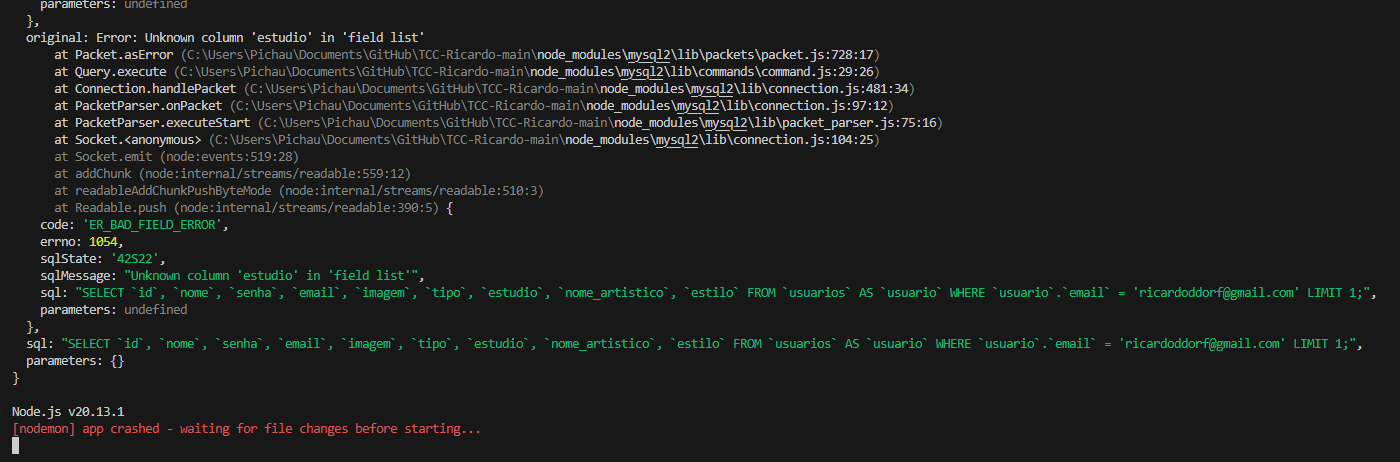 parameters: undefined
},
original: Error: Unknown column 'estudio' in 'field list'
at Packet.asError (C:\Users\Pichau\Documents\GitHub\TCC-Ricardo-main\node_modules\mysql2\lib\packets\packet.js:728:17)
at Query.execute (C:\Users\Pichau\Documents\GitHub\TCC-Ricardo-main\node_modules\mysql2\lib\commands\command.js:29:26)
at Connection.handlePacket (C:\Users\Pichau\Documents\GitHub\TCC-Ricardo-main\node_modules\mysql2\lib\connection.js:481:34)
at PacketParser.onPacket (C:\Users\Pichau\Documents\GitHub\TCC-Ricardo-main\node_modules\mysql2\lib\connection.js:97:12)
at PacketParser.executeStart (C:\Users\Pichau\Documents\GitHub\TCC-Ricardo-main\node_modules\mysql2\lib\packet_parser.js:75:16)
at Socket.<anonymous> (C:\Users\Pichau\Documents\GitHub\TCC-Ricardo-main\node_modules\mysql2\lib\connection.js:104:25)
at Socket.emit (node:events:519:28)
at addChunk (node:internal/streams/readable:559:12)
at readableAddChunkPushByteMode (node:internal/streams/readable:510:3)
at Readable.push (node:internal/streams/readable:390:5) {
code: 'ER_BAD_FIELD_ERROR',
errno: 1054,
sqlState: '42S22',
sqlMessage: "Unknown column 'estudio' in 'field list'",
sql: "SELECT `id`, `nome`, `senha`, `email`, `imagem`, `tipo`, `estudio`, `nome_artistico`, `estilo` FROM `usuarios` AS `usuario` WHERE `usuario`.`email` = 'ricardoddorf@gmail.com' LIMIT 1;",
parameters: undefined
},
sql: "SELECT `id`, `nome`, `senha`, `email`, `imagem`, `tipo`, `estudio`, `nome_artistico`, `estilo` FROM `usuarios` AS `usuario` WHERE `usuario`.`email` = 'ricardoddorf@gmail.com' LIMIT 1;",
parameters: {}
}
Node.js v20.13.1
[nodemon] app crashed - waiting for file changes before starting...